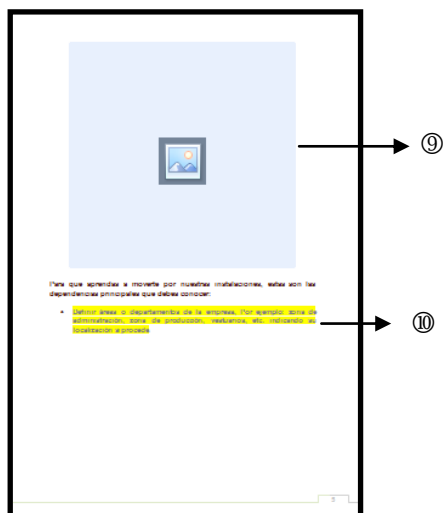 ⑨
Para que aprendas a moverte por nuestras instalaciones, estas son las
dependencias principales que debes conocer:
• Definir áreas o departamentos de la empresa. Por ejemplo: zona de
administración, zona de producción, vestuarios, etc. indicando su
localización si procede
⑩